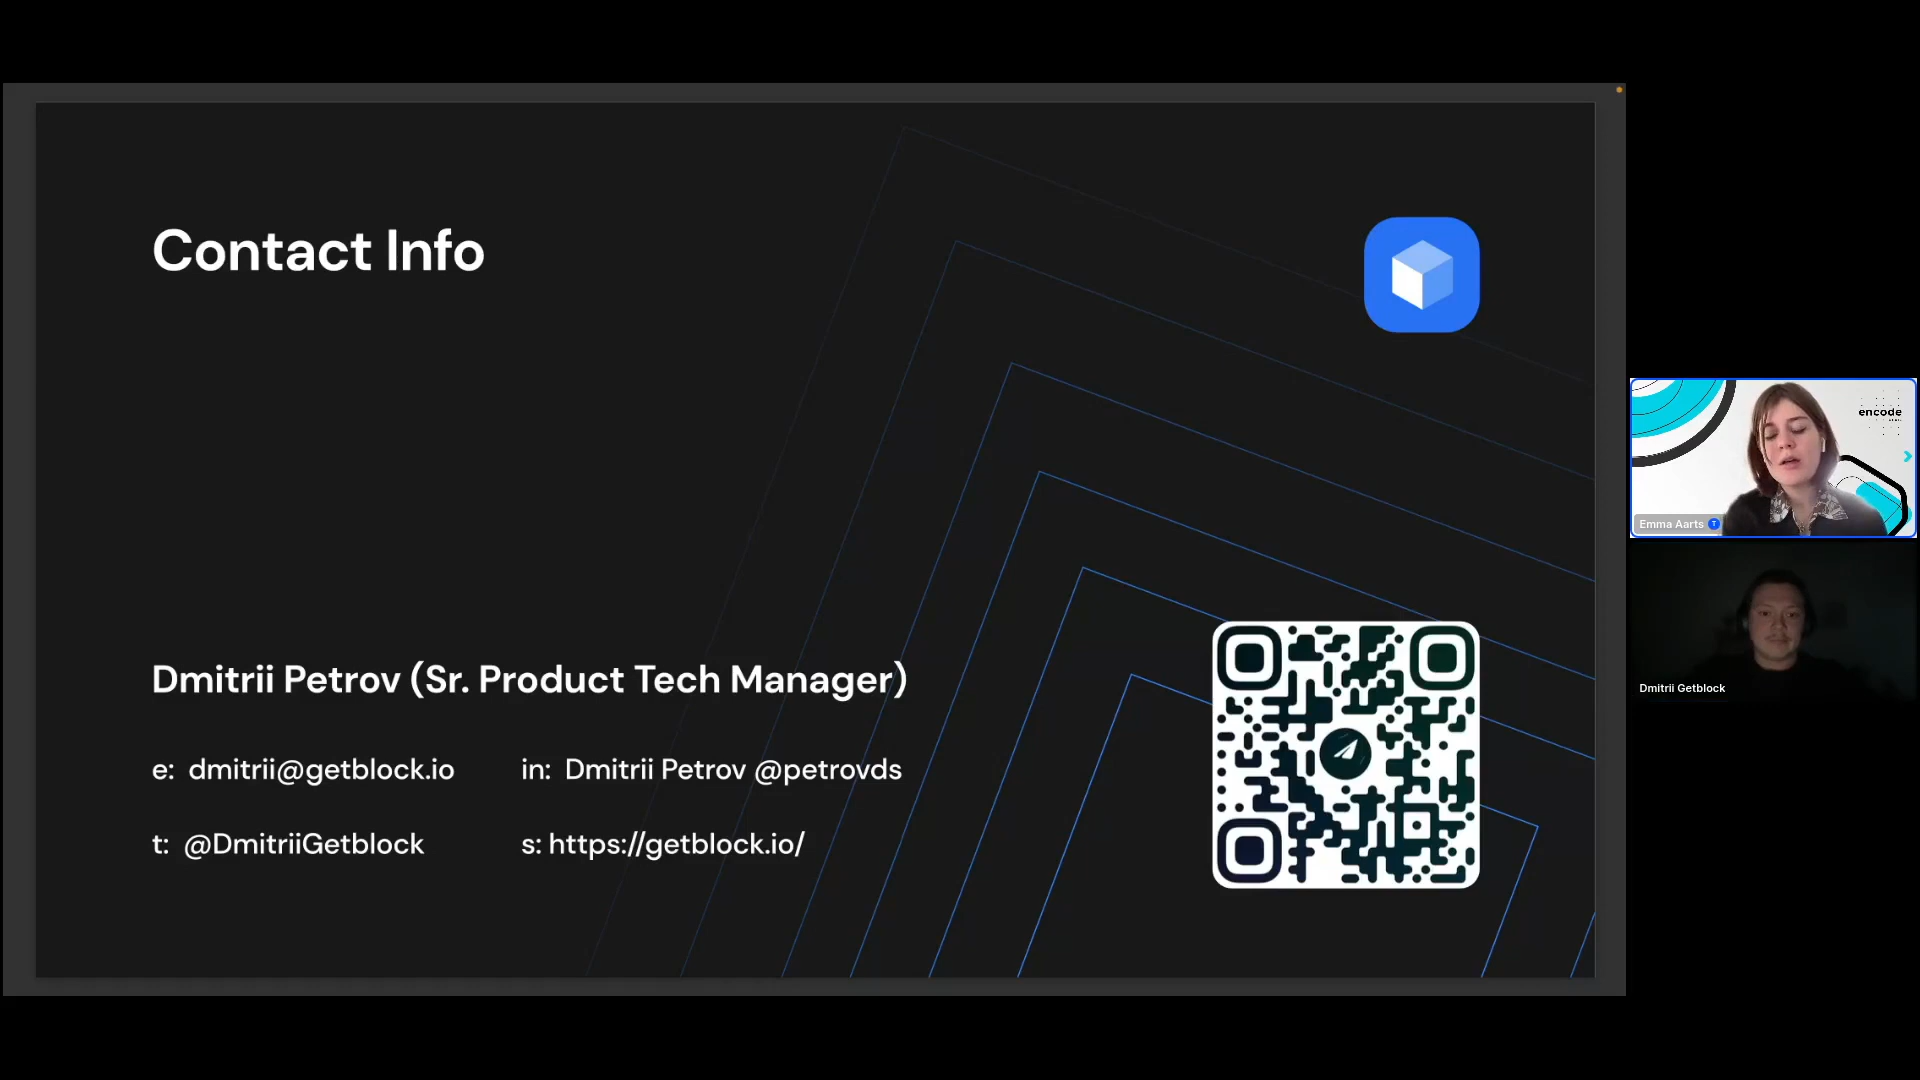 Contact Info
Dmitrii Petrov (Sr. Product Tech Manager)
e: dmitrii@getblock.io
in: Dmitrii Petrov @petrovds
t: @DmitriiGetblock
s: https://getblock.io/
encode
Emma Aarts
T
Dmitrii Getblock